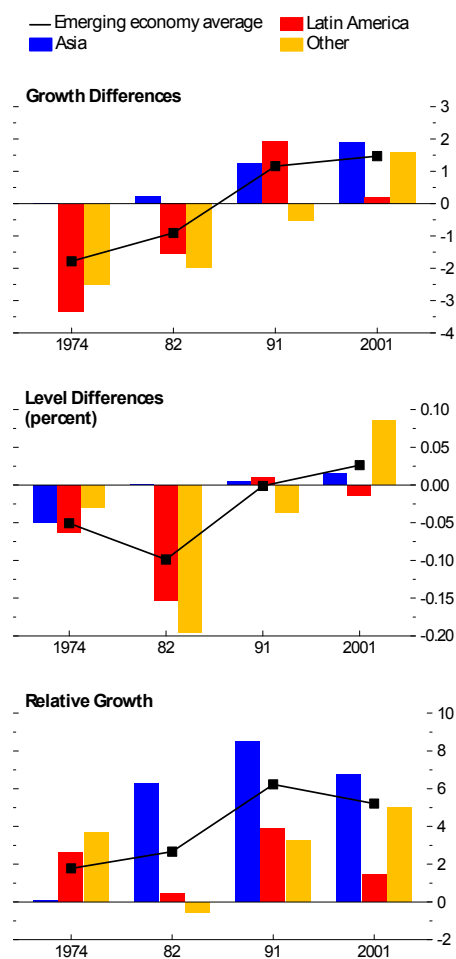 Emerging economy average
Latin America
Asia
Other
Growth Differences
3
2
1
0
-1
-2
-3
-4
1974 82 91 2001
Level Differences
(percent)
0.10
0.05
0.00
-0.05
-0.10
-0.15
-0.20
1974 82 91 2001
Relative Growth
10
8
6
4
2
0
-2
1974 82 91 2001